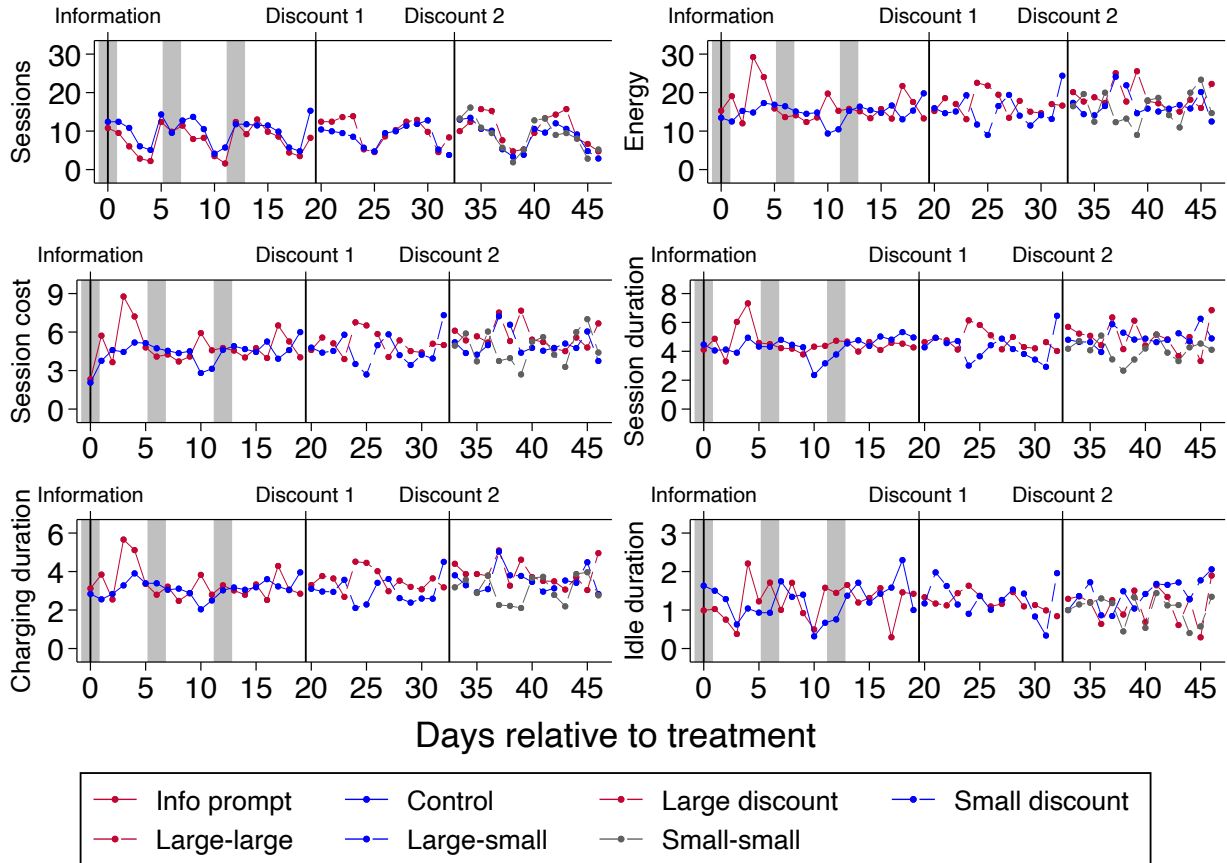 Information Discount 1 Discount 2
Sessions
30
20
10
0
0 5 10 15 20 25 30 35 40 45
Information Discount 1 Discount 2
Energy
30
20
10
0
0 5 10 15 20 25 30 35 40 45
Information Discount 1 Discount 2
Session cost
9
6
3
0
0 5 10 15 20 25 30 35 40 45
Information Discount 1 Discount 2
Session duration
8
6
4
2
0
0 5 10 15 20 25 30 35 40 45
Information Discount 1 Discount 2
Charging duration
6
4
2
0
0 5 10 15 20 25 30 35 40 45
Information Discount 1 Discount 2
Idle duration
3
2
1
0
0 5 10 15 20 25 30 35 40 45
Days relative to treatment
Info prompt Control Large discount Small discount
Large-large Large-small Small-small